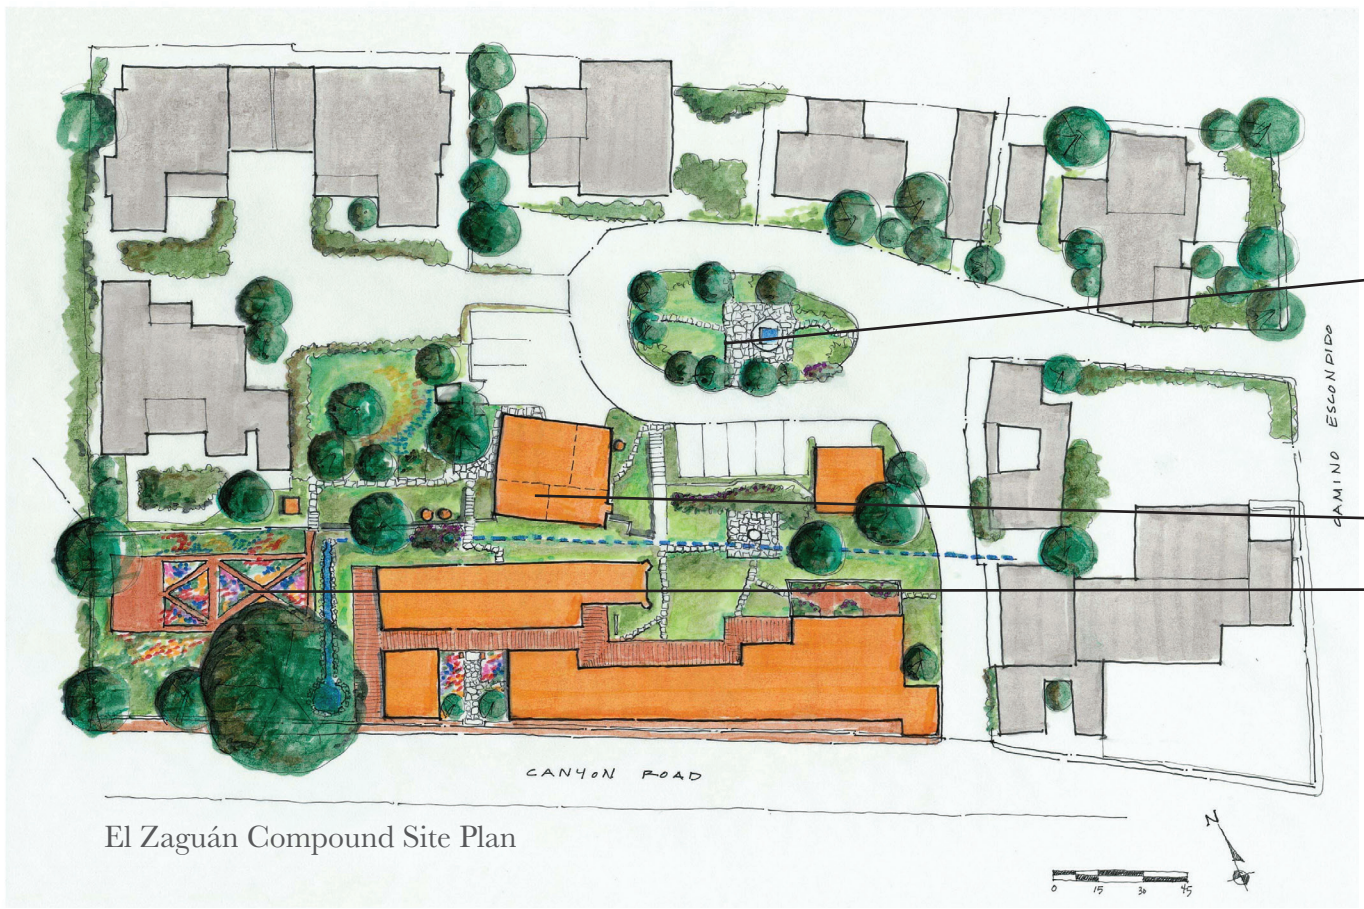 CAMINO ESCONDIDO
CANYON ROAD
El Zaguán Compound Site Plan
N
0 15 30 45